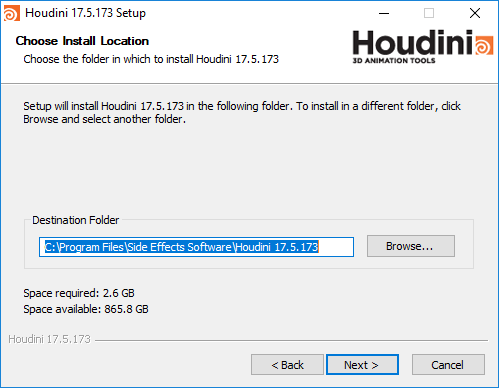 Houdini 17.5.173 Setup
Choose Install Location
Choose the folder in which to install Houdini 17.5.173
Houdini
3D ANIMATION TOOLS
Setup will install Houdini 17.5.173 in the following folder. To install in a different folder, click
Browse and select another folder.
Destination Folder
C:\Program Files\Side Effects Software\Houdini 17.5.173
Browse...
Space required: 2.6 GB
Space available: 865.8 GB
Houdini 17.5.173
< Back
Next >
Cancel